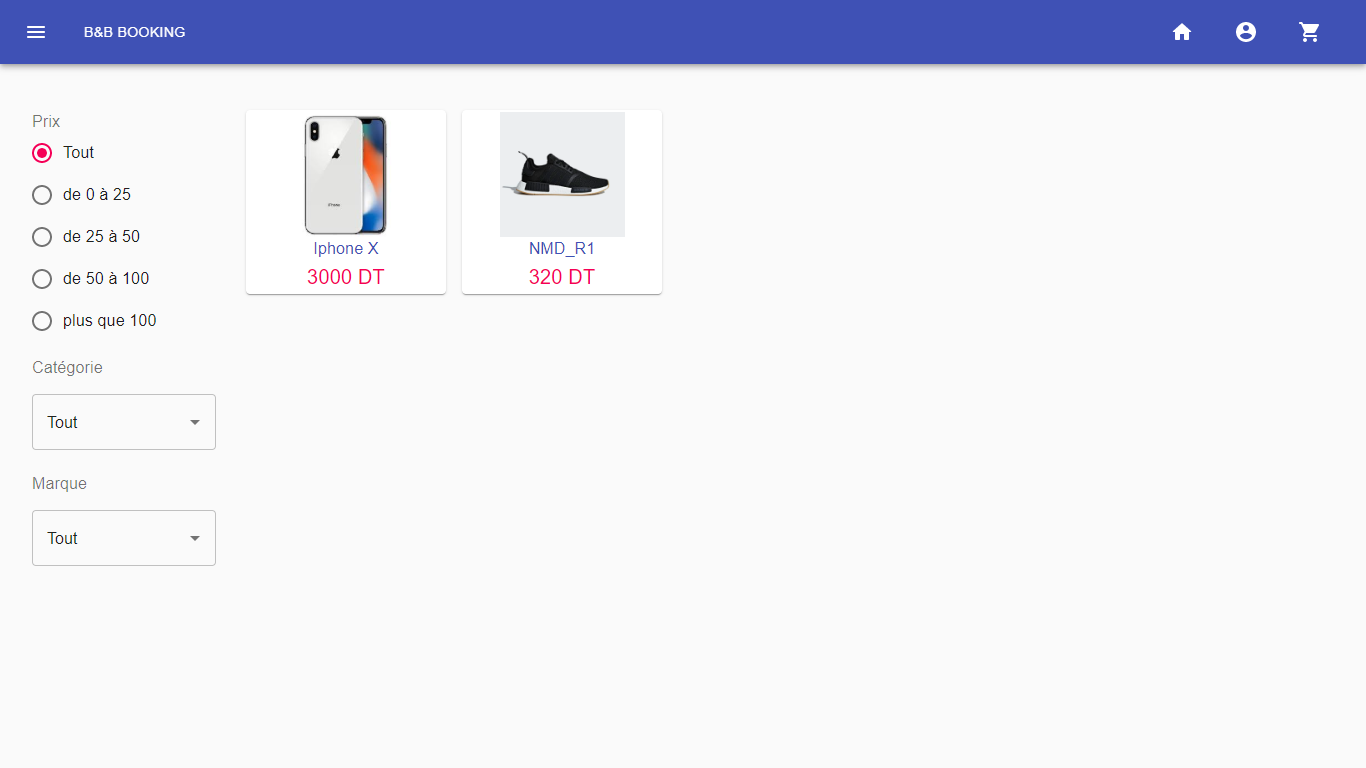 B&B BOOKING
Prix
Tout
de 0 à 25
de 25 à 50
de 50 à 100
plus que 100
Catégorie
Tout
Marque
Tout
Iphone X
3000 DT
NMD_R1
320 DT